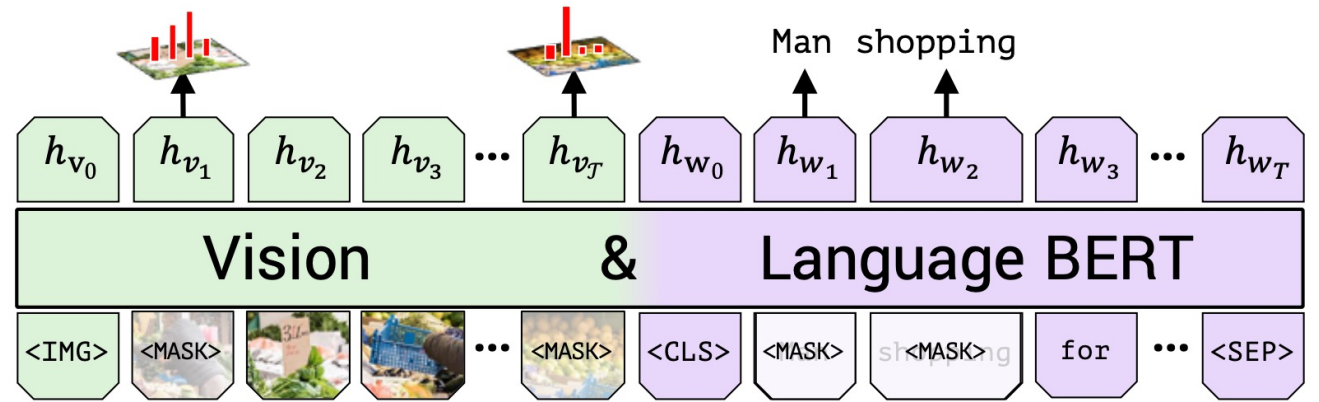 Man shopping
h_v₀ h_v₁ h_v₂ h_v₃ ... h_v𝒯 h_w₀ h_w₁ h_w₂ h_w₃ ... h_w_T
Vision & Language BERT
<IMG> <MASK> ... <MASK> <CLS> <MASK> <MASK> for ... <SEP>